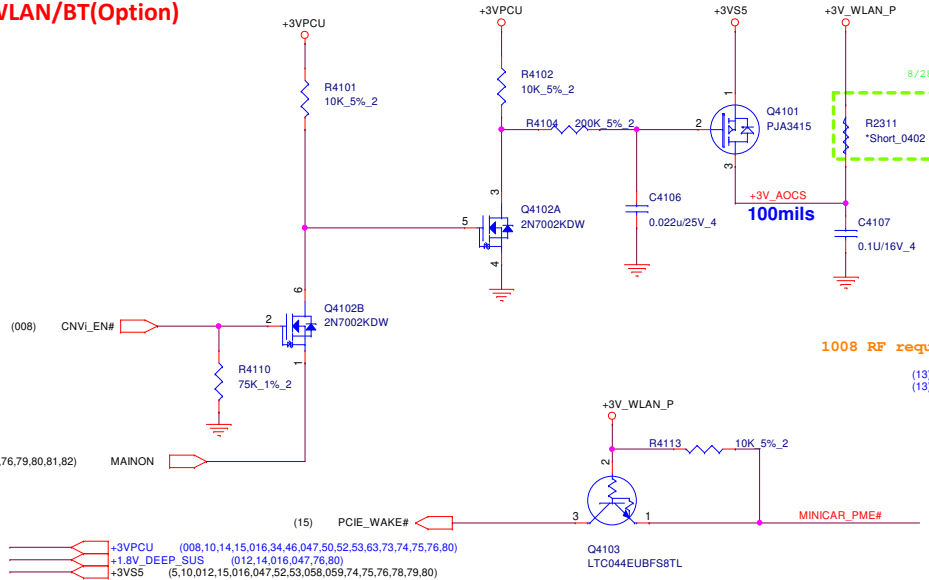 WLAN/BT(Option)
+3VPCU
+3VPCU
+3VS5
+3V_WLAN_P
8/28
R4101
10K_5%_2
R4102
10K_5%_2
1
Q4101
PJA3415
R4104
200K_5%_2
2
R2311
*Short_0402
3
3
+3V_AOCS
100mils
C4106
0.022u/25V_4
5
Q4102A
2N7002KDW
C4107
0.1U/16V_4
4
6
Q4102B
2N7002KDW
(008)
CNVi_EN#
2
1
R4110
75K_1%_2
1008 RF requ
(13)
(13)
+3V_WLAN_P
R4113
10K_5%_2
,76,79,80,81,82)
MAINON
2
(15)
PCIE_WAKE#
3
1
MINICAR_PME#
Q4103
LTC044EUBFS8TL
+3VPCU
(008,10,14,15,016,34,46,047,50,52,53,63,73,74,75,76,80)
+1.8V_DEEP_SUS
(012,14,016,047,76,80)
+3VS5
(5,10,012,15,016,047,52,53,058,059,74,75,76,78,79,80)